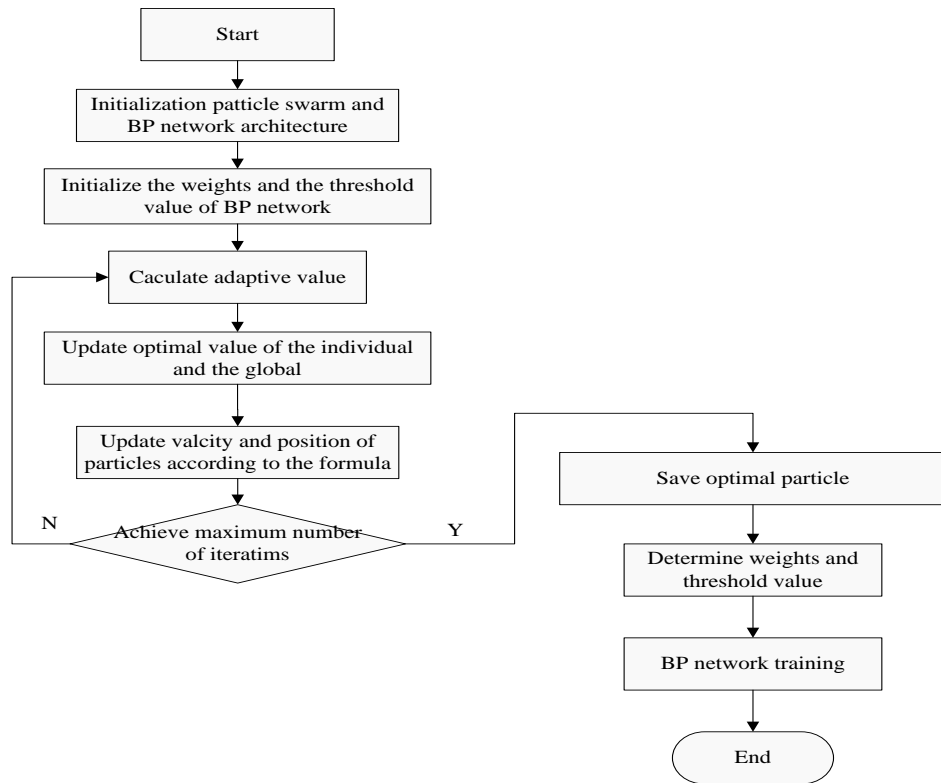 Start
Initialization patticle swarm and
BP network architecture
Initialize the weights and the threshold
value of BP network
Caculate adaptive value
Update optimal value of the individual
and the global
Update valcity and position of
particles according to the formula
N
Achieve maximum number
of iteratims
Y
Save optimal particle
Determine weights and
threshold value
BP network training
End